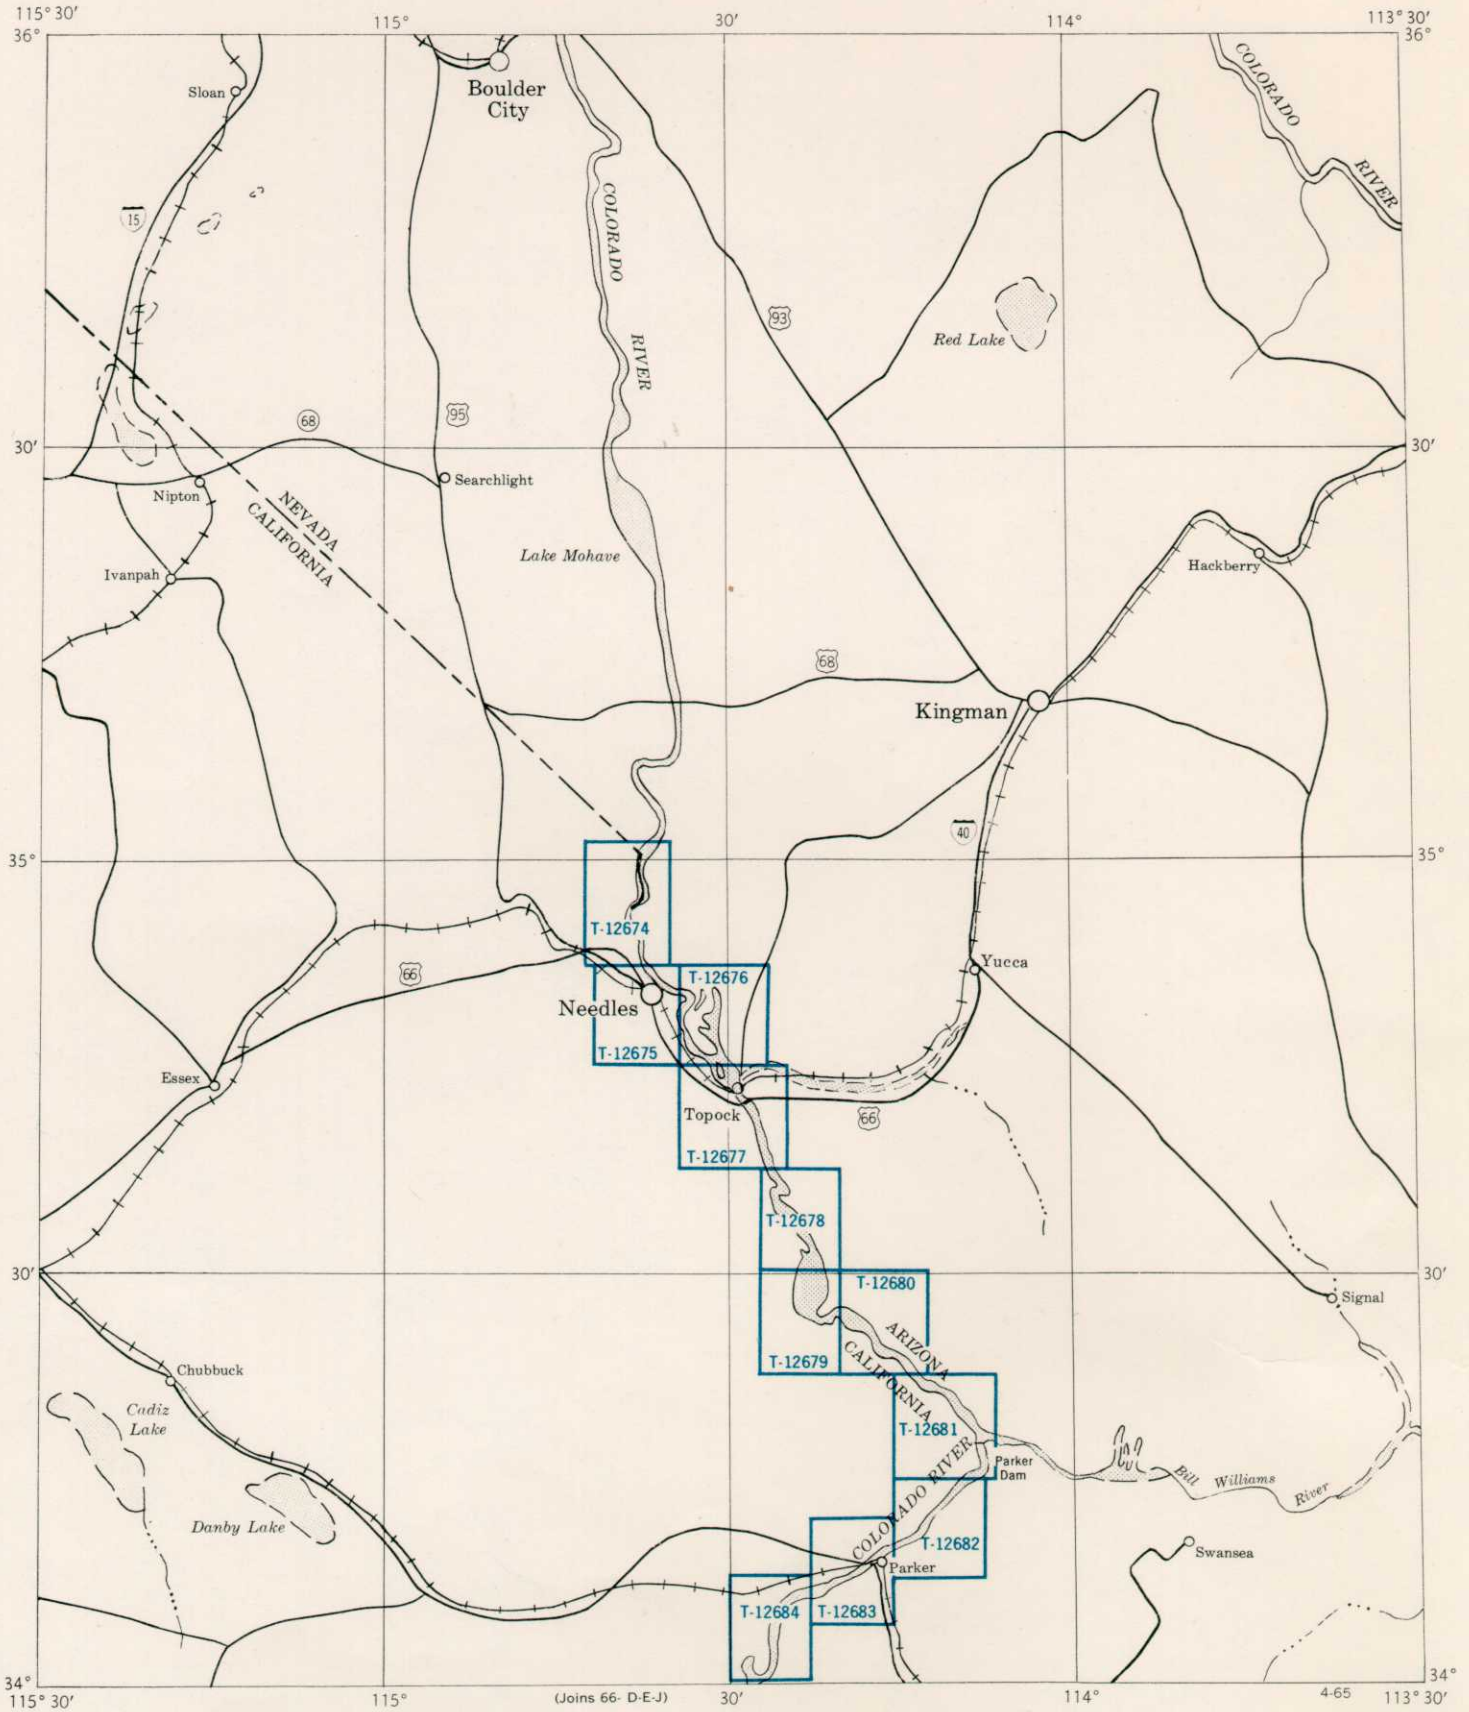 115° 30′
115°
30′
114°
113° 30′
36°
36°
COLORADO
RIVER
Sloan
Boulder
City
15
COLORADO
RIVER
93
Red Lake
68
95
30′
30′
Nipton
Searchlight
NEVADA
CALIFORNIA
Lake Mohave
Ivanpah
Hackberry
68
Kingman
40
35°
35°
T-12674
66
T-12676
Yucca
Needles
T-12675
Essex
Topock
66
T-12677
T-12678
30′
30′
T-12680
Signal
ARIZONA
CALIFORNIA
T-12679
Chubbuck
Cadiz
Lake
T-12681
COLORADO RIVER
Parker
Dam
Bill Williams River
Danby Lake
T-12682
Swansea
Parker
T-12684
T-12683
34°
34°
115° 30′
115°
(Joins 66- D-E-J)
30′
114°
4-65
113° 30′